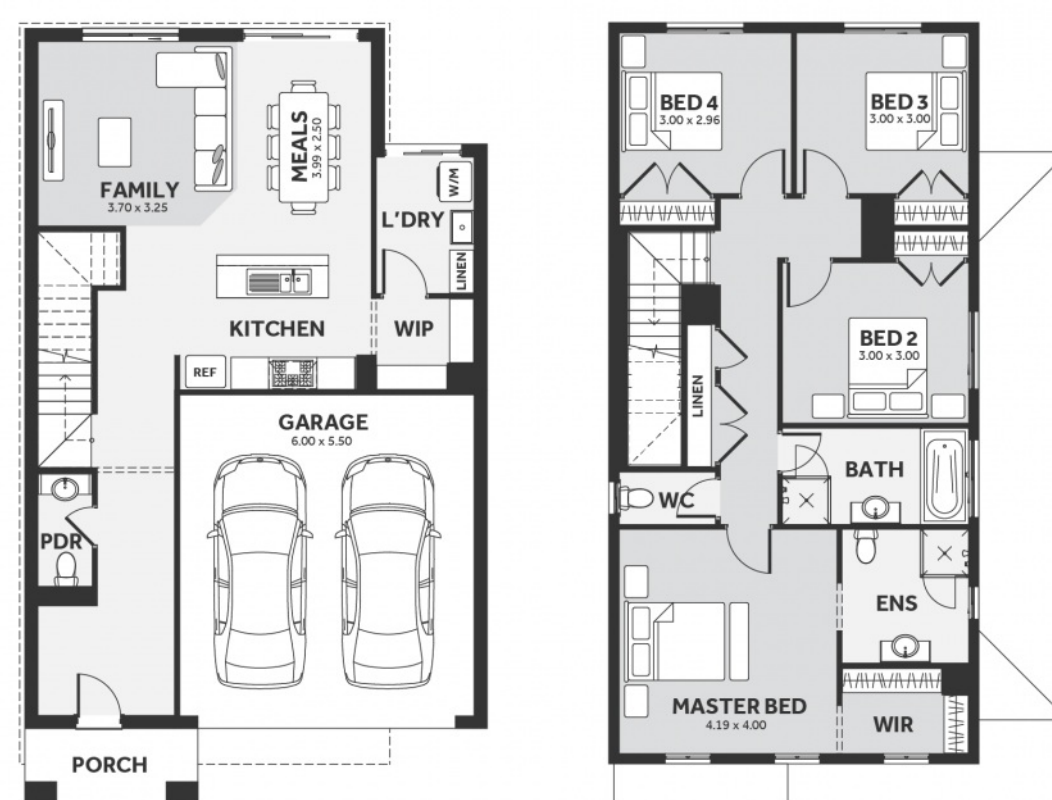 FAMILY
3.70 x 3.25
MEALS
3.99 x 2.50
W/M
L'DRY
LINEN
KITCHEN
WIP
REF
GARAGE
6.00 x 5.50
PDR
PORCH
BED 4
3.00 x 2.96
BED 3
3.00 x 3.00
BED 2
3.00 x 3.00
LINEN
BATH
WC
ENS
MASTER BED
4.19 x 4.00
WIR